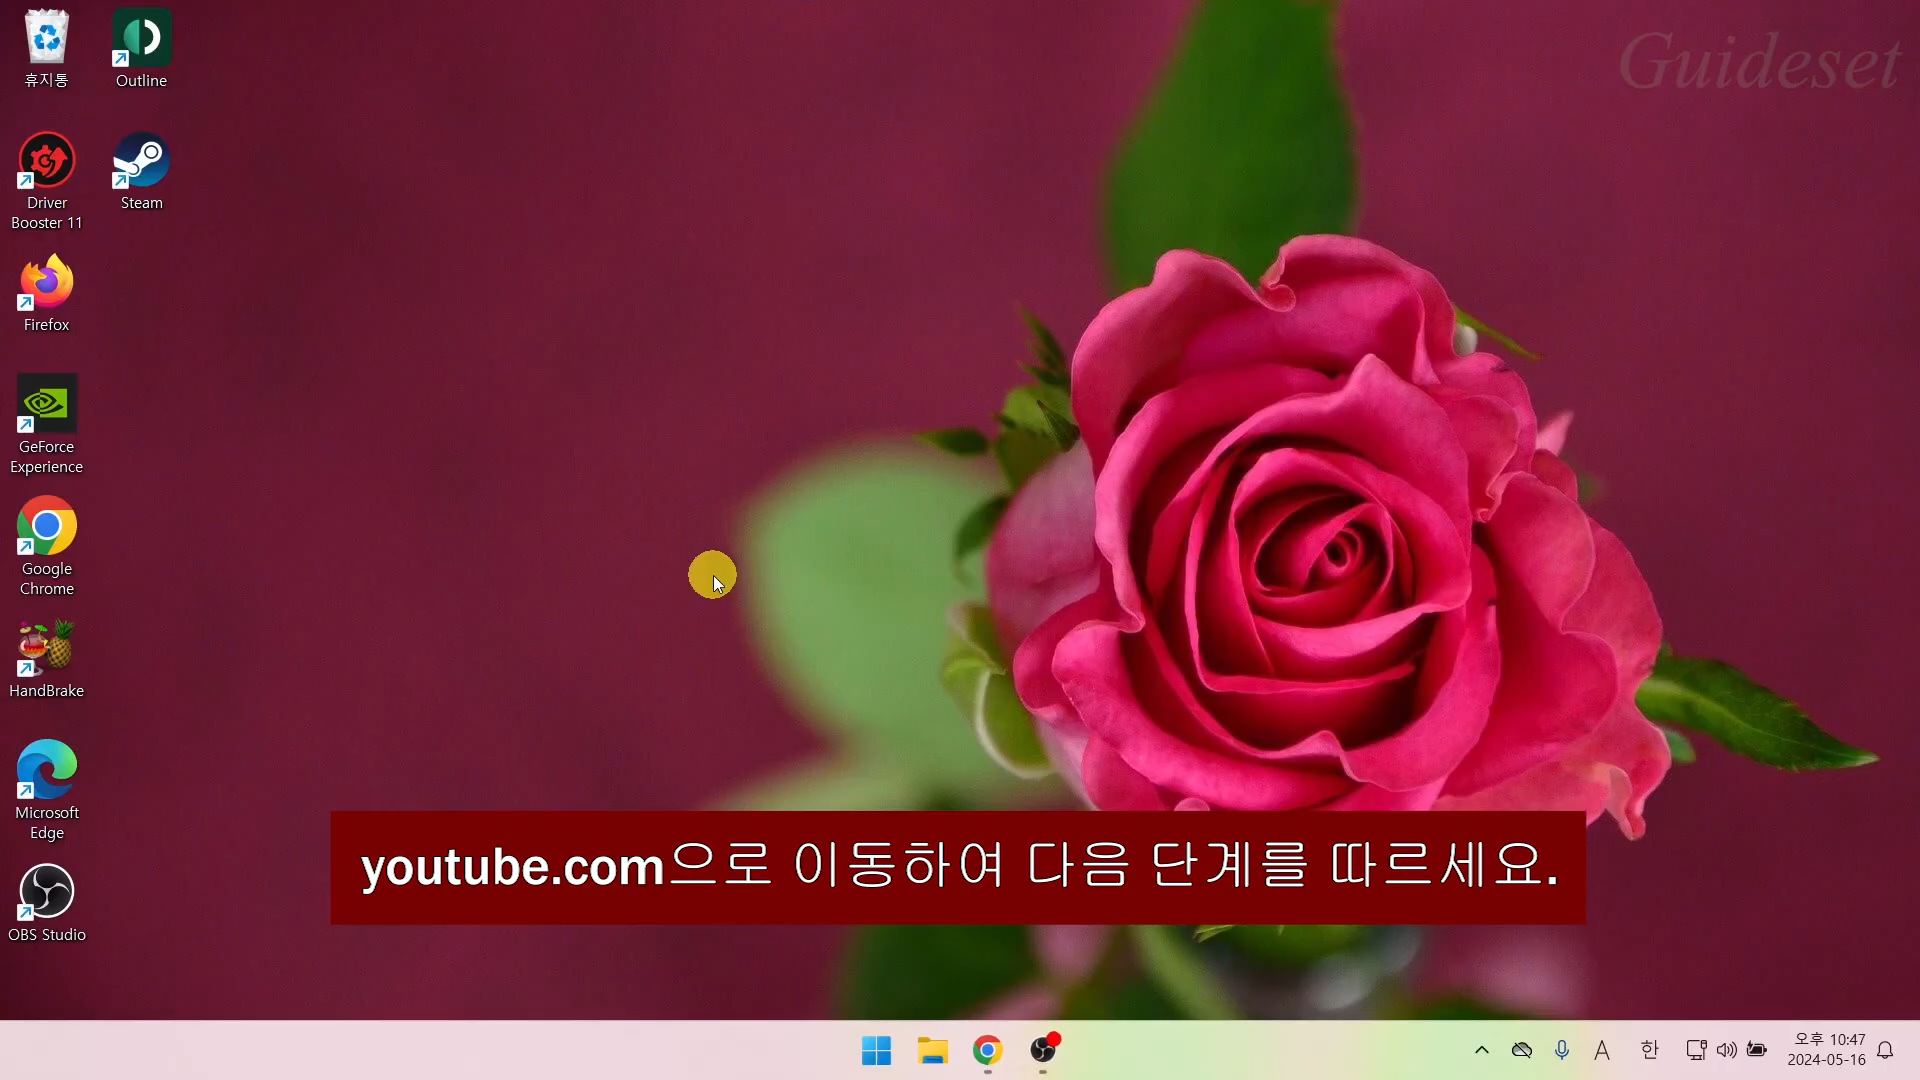 휴지통
Outline
Guideset
Driver
Booster 11
Steam
Firefox
GeForce
Experience
Google
Chrome
HandBrake
Microsoft
Edge
youtube.com으로 이동하여 다음 단계를 따르세요.
OBS Studio
A
한
오후 10:47
2024-05-16